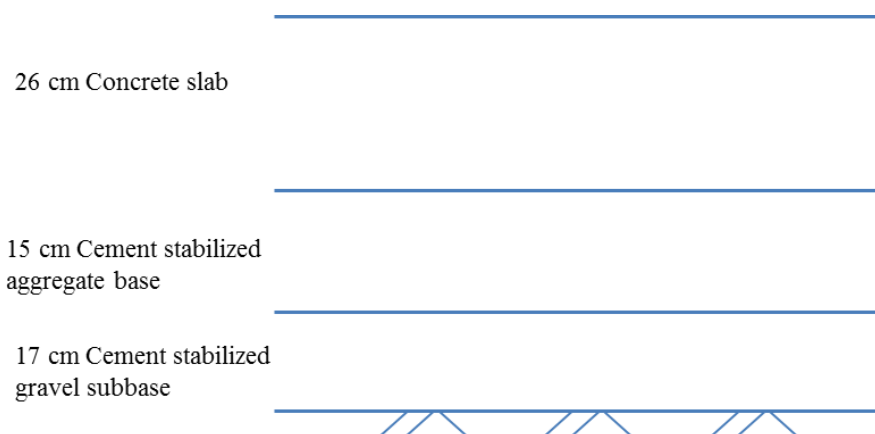 26 cm Concrete slab
15 cm Cement stabilized
aggregate base
17 cm Cement stabilized
gravel subbase